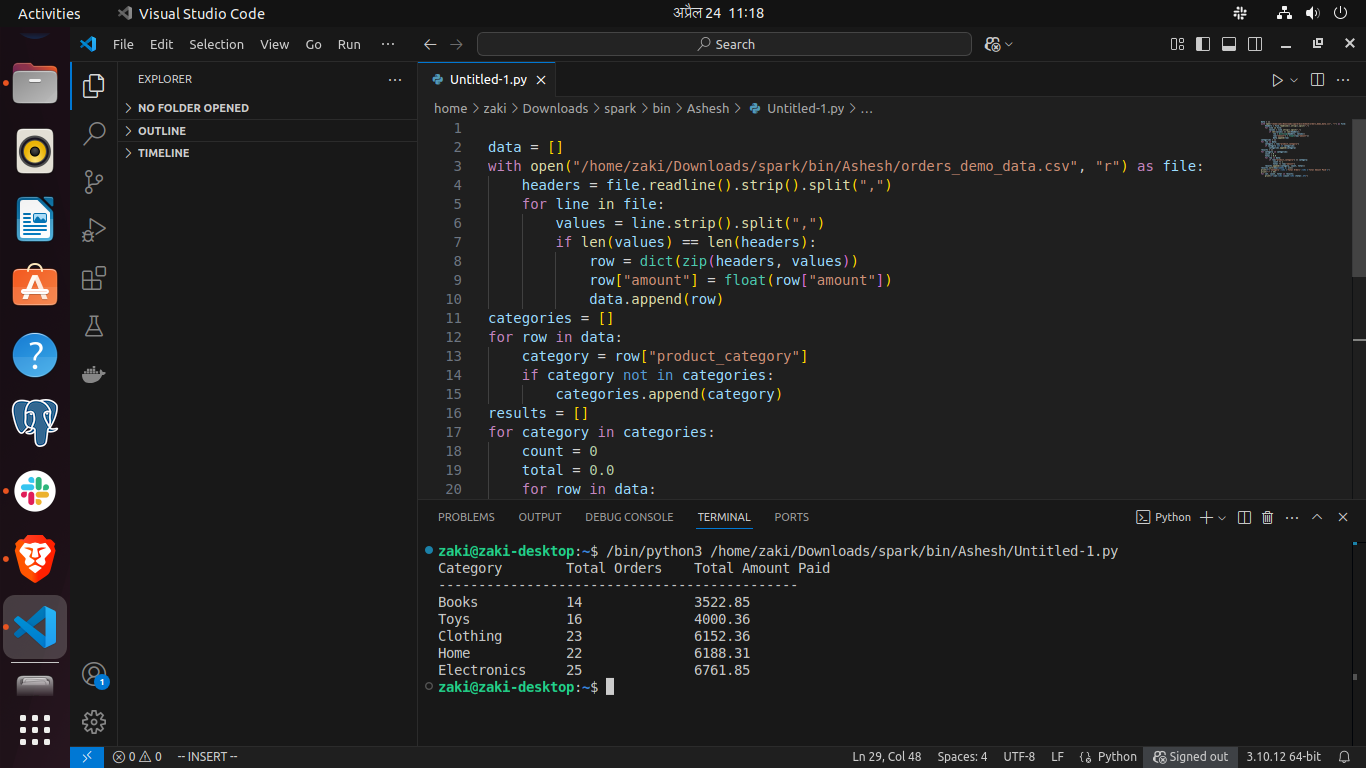 Activities Visual Studio Code अप्रैल 24 11:18
File Edit Selection View Go Run ··· Search
EXPLORER ···
NO FOLDER OPENED
OUTLINE
TIMELINE
Untitled-1.py
home > zaki > Downloads > spark > bin > Ashesh > Untitled-1.py > ...
1
2 data = []
3 with open("/home/zaki/Downloads/spark/bin/Ashesh/orders_demo_data.csv", "r") as file:
4     headers = file.readline().strip().split(",")
5     for line in file:
6         values = line.strip().split(",")
7         if len(values) == len(headers):
8             row = dict(zip(headers, values))
9             row["amount"] = float(row["amount"])
10             data.append(row)
11 categories = []
12 for row in data:
13     category = row["product_category"]
14     if category not in categories:
15         categories.append(category)
16 results = []
17 for category in categories:
18     count = 0
19     total = 0.0
20     for row in data:
PROBLEMS OUTPUT DEBUG CONSOLE TERMINAL PORTS Python
zaki@zaki-desktop:~$ /bin/python3 /home/zaki/Downloads/spark/bin/Ashesh/Untitled-1.py
Category        Total Orders    Total Amount Paid
---------------------------------------------
Books           14              3522.85
Toys            16              4000.36
Clothing        23              6152.36
Home            22              6188.31
Electronics     25              6761.85
zaki@zaki-desktop:~$
1
0 0 -- INSERT -- Ln 29, Col 48 Spaces: 4 UTF-8 LF Python Signed out 3.10.12 64-bit